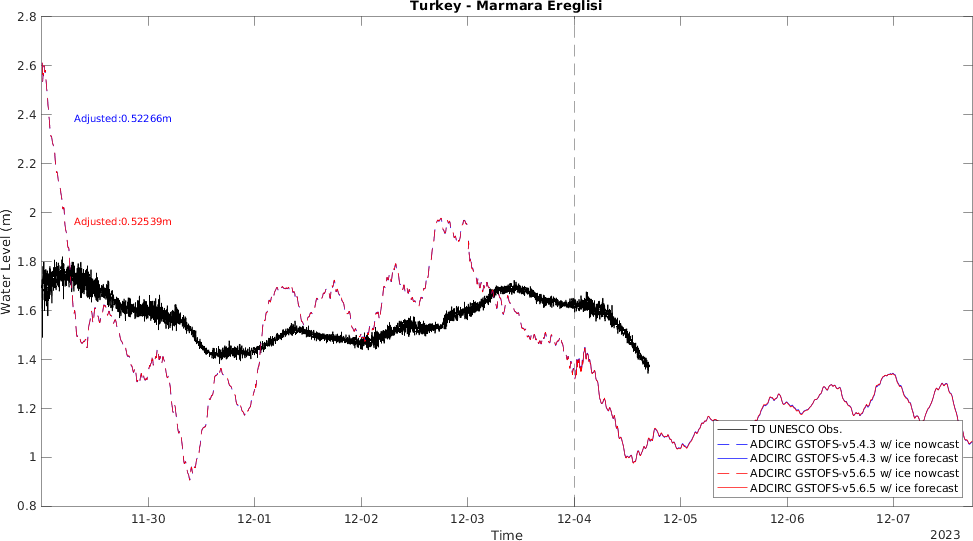 Turkey - Marmara Ereglisi
2.8
2.6
2.4
2.2
2
1.8
1.6
1.4
1.2
1
0.8
Water Level (m)
Adjusted:0.52266m
Adjusted:0.52539m
TD UNESCO Obs.
ADCIRC GSTOFS-v5.4.3 w/ ice nowcast
ADCIRC GSTOFS-v5.4.3 w/ ice forecast
ADCIRC GSTOFS-v5.6.5 w/ ice nowcast
ADCIRC GSTOFS-v5.6.5 w/ ice forecast
11-30 12-01 12-02 12-03 12-04 12-05 12-06 12-07
Time
2023